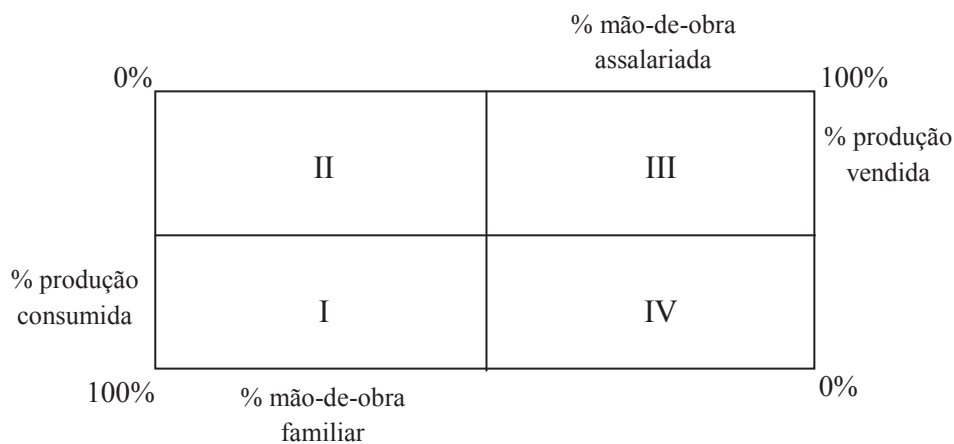 % mão-de-obra
assalariada
0%
100%
II
III
% produção
vendida
% produção
consumida
I
IV
100%
% mão-de-obra
familiar
0%